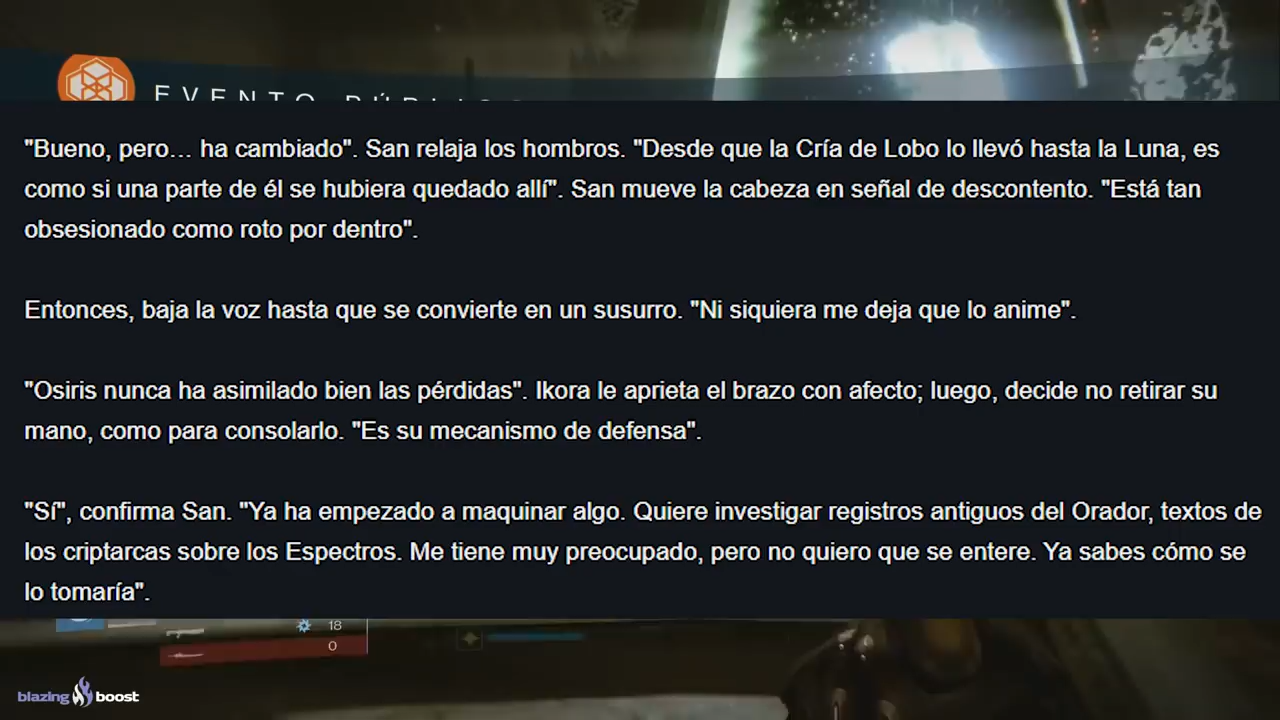 EVENTO PÚBLICO
"Bueno, pero... ha cambiado". San relaja los hombros. "Desde que la Cría de Lobo lo llevó hasta la Luna, es
como si una parte de él se hubiera quedado allí". San mueve la cabeza en señal de descontento. "Está tan
obsesionado como roto por dentro".
Entonces, baja la voz hasta que se convierte en un susurro. "Ni siquiera me deja que lo anime".
"Osiris nunca ha asimilado bien las pérdidas". Ikora le aprieta el brazo con afecto; luego, decide no retirar su
mano, como para consolarlo. "Es su mecanismo de defensa".
"Sí", confirma San. "Ya ha empezado a maquinar algo. Quiere investigar registros antiguos del Orador, textos de
los criptarcas sobre los Espectros. Me tiene muy preocupado, pero no quiero que se entere. Ya sabes cómo se
lo tomaría".
18
0
blazing boost